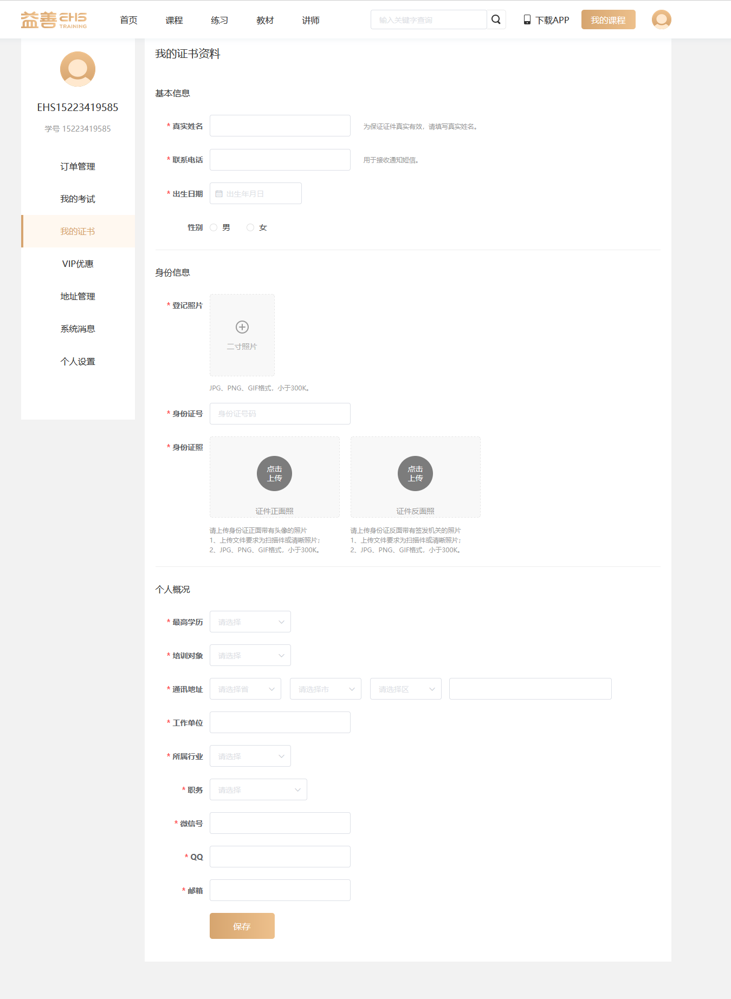 益善 EHS TRAINING
首页 课程 练习 教材 讲师 输入关键字查询 下载APP 我的课程
EHS15223419585
学号 15223419585
订单管理
我的考试
我的证书
VIP优惠
地址管理
系统消息
个人设置
我的证书资料
基本信息
* 真实姓名 为保证证件真实有效，请填写真实姓名。
* 联系电话 用于接收通知短信。
* 出生日期 出生年月日
性别 男 女
身份信息
* 登记照片
二寸照片
JPG、PNG、GIF格式，小于300K。
* 身份证号 身份证号码
* 身份证照
点击
上传
证件正面照
请上传身份证正面带有头像的照片
1、上传文件要求为扫描件或清晰照片；
2、JPG、PNG、GIF格式，小于300K。
点击
上传
证件反面照
请上传身份证反面带有签发机关的照片
1、上传文件要求为扫描件或清晰照片；
2、JPG、PNG、GIF格式，小于300K。
个人概况
* 最高学历 请选择
* 培训对象 请选择
* 通讯地址 请选择省 请选择市 请选择区
* 工作单位
* 所属行业 请选择
* 职务 请选择
* 微信号
* QQ
* 邮箱
保存